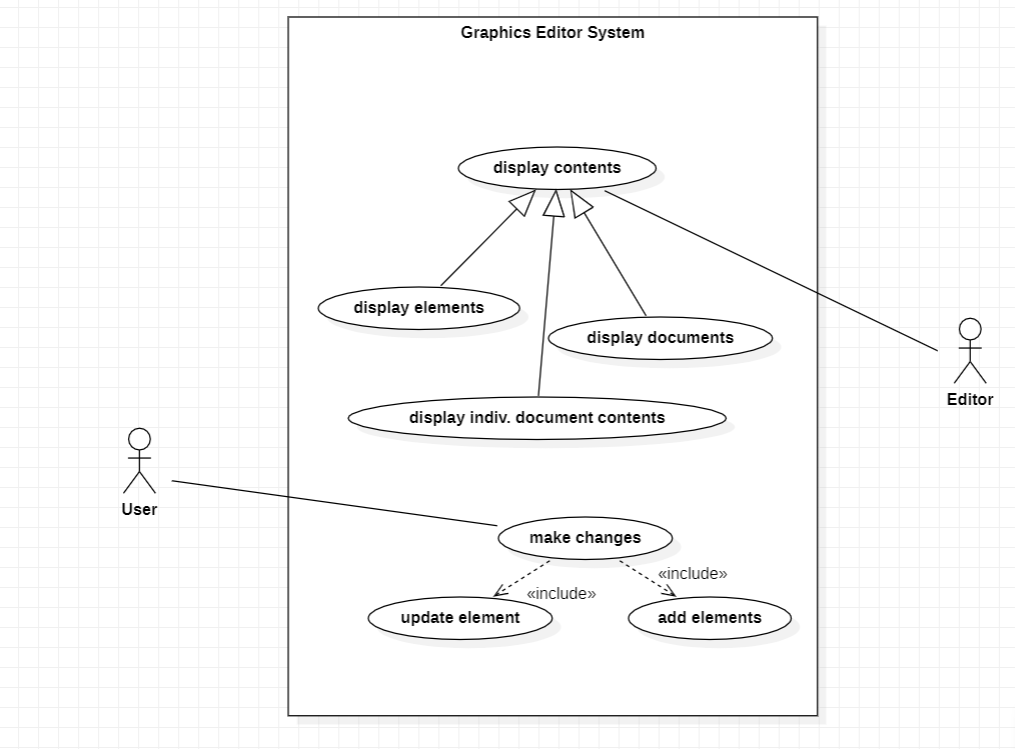 Graphics Editor System
display contents
display elements
display documents
Editor
display indiv. document contents
User
make changes
«include»
«include»
update element
add elements